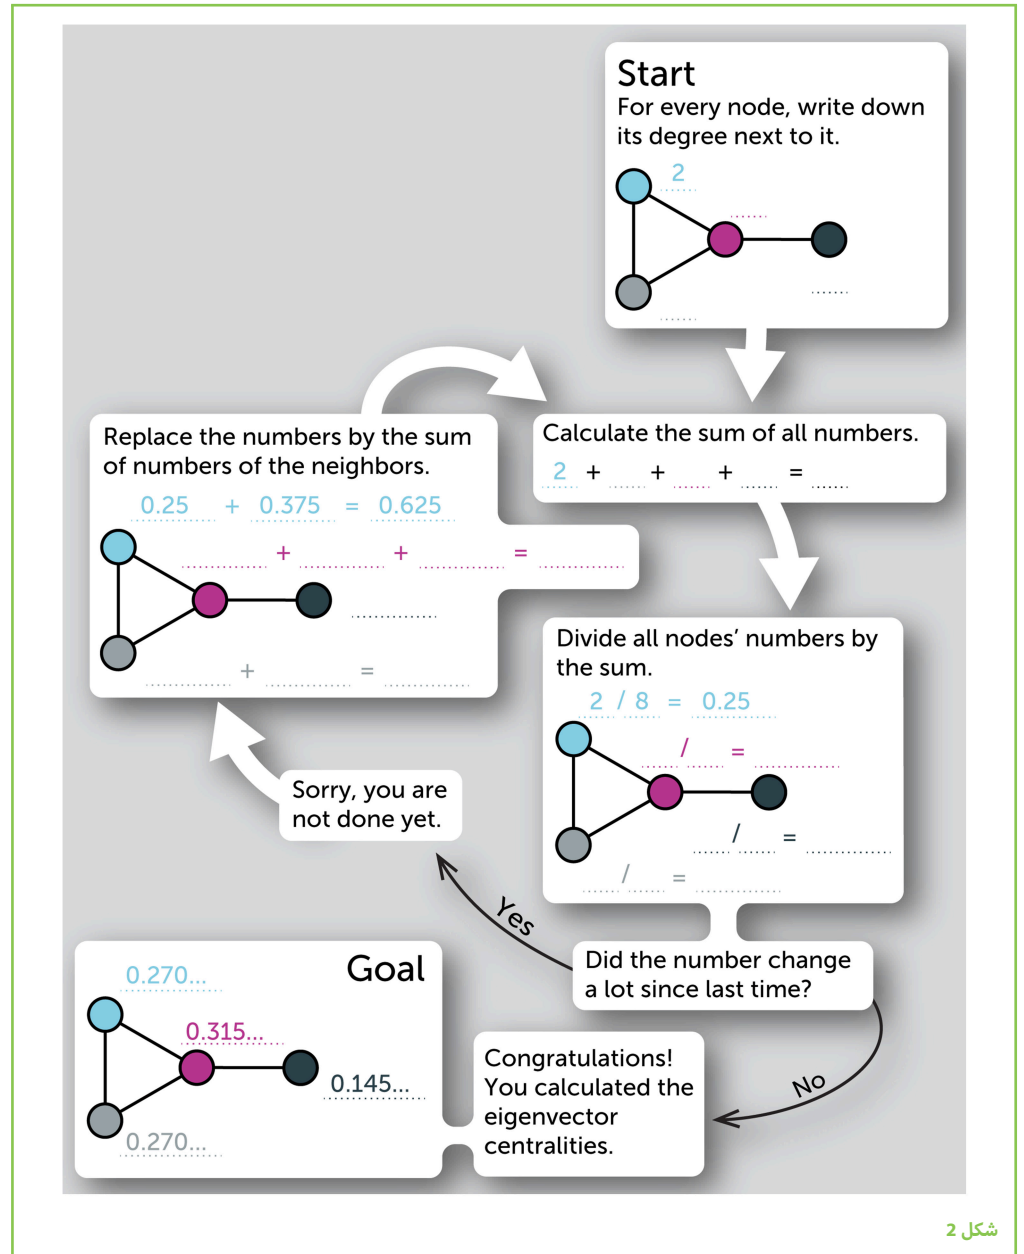 Start
For every node, write down
its degree next to it.
2
Calculate the sum of all numbers.
2 + + + =
Divide all nodes' numbers by
the sum.
2 / 8 = 0.25
/ =
/ =
/ =
Did the number change
a lot since last time?
Yes
Sorry, you are
not done yet.
Replace the numbers by the sum
of numbers of the neighbors.
0.25 + 0.375 = 0.625
+ + =
+ =
No
Congratulations!
You calculated the
eigenvector
centralities.
Goal
0.270...
0.315...
0.145...
0.270...
شكل 2